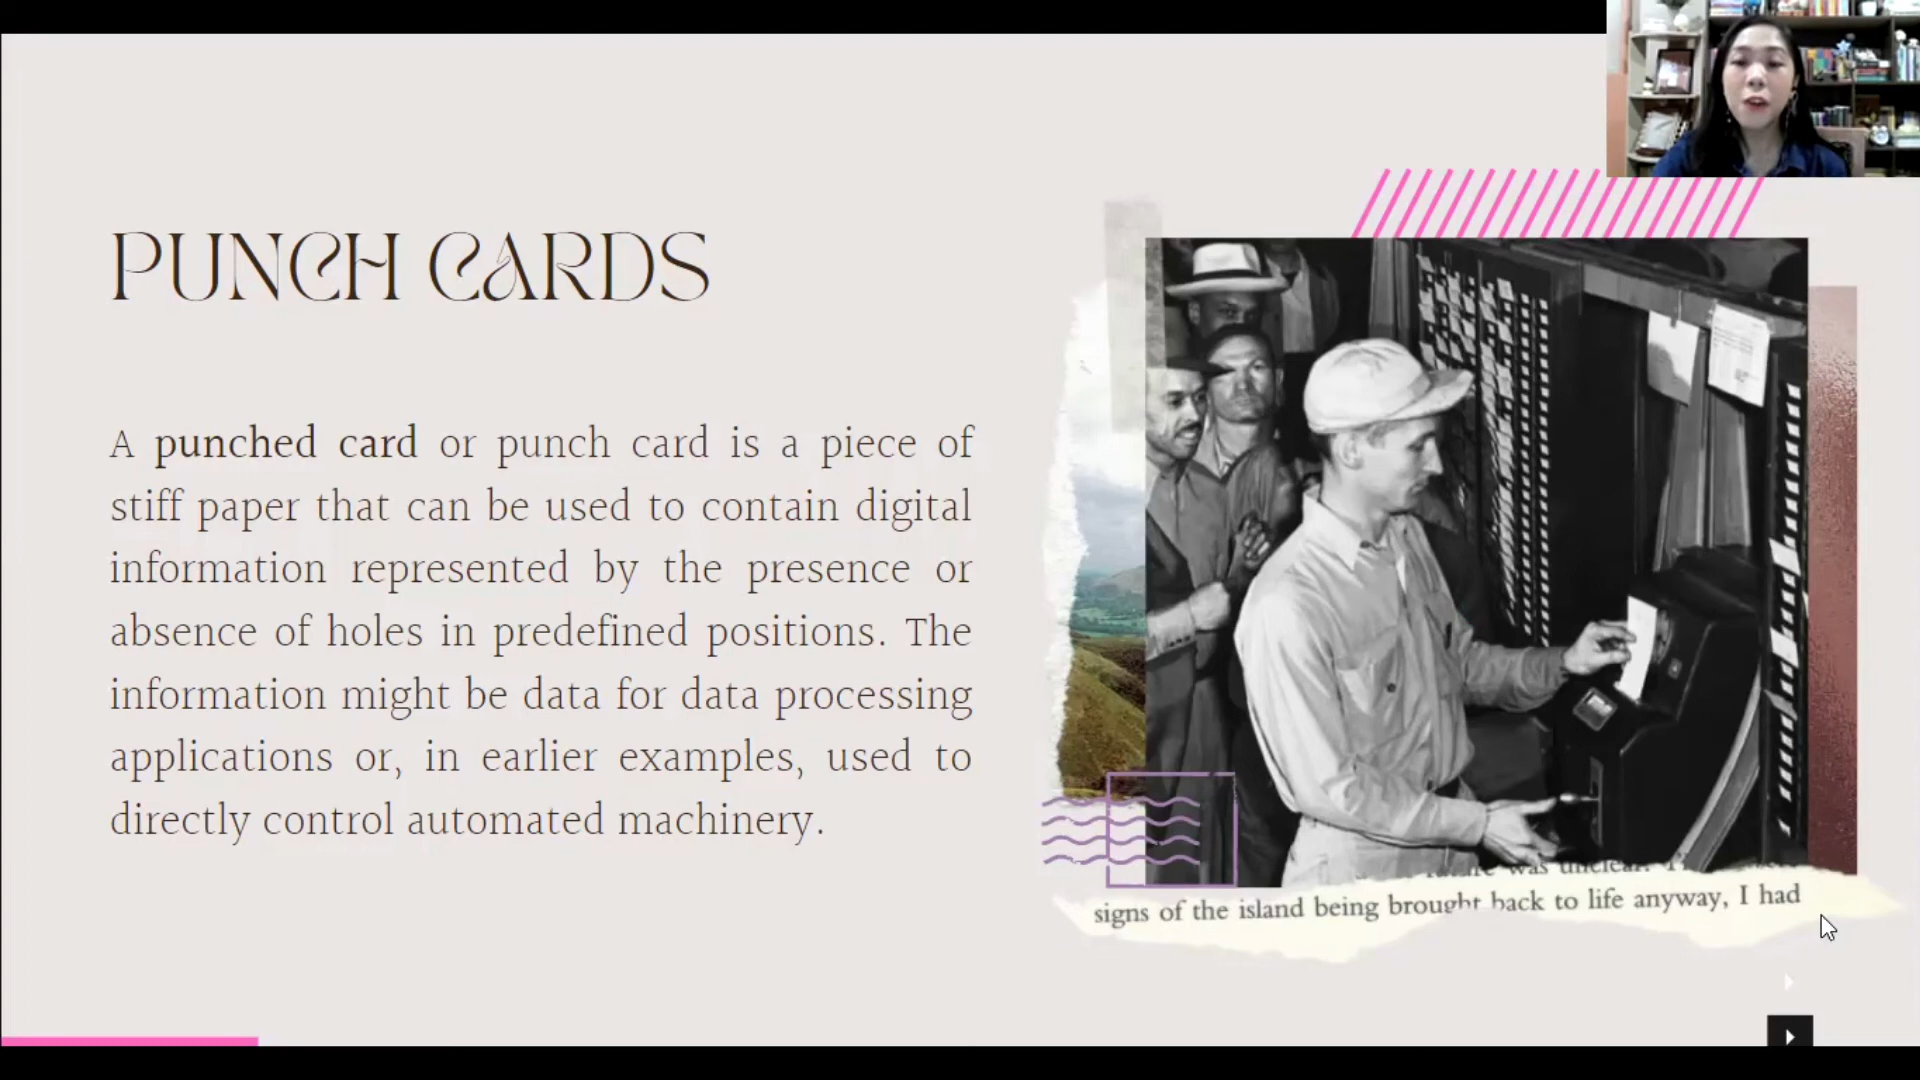 PUNCH CARDS
A punched card or punch card is a piece of
stiff paper that can be used to contain digital
information represented by the presence or
absence of holes in predefined positions. The
information might be data for data processing
applications or, in earlier examples, used to
directly control automated machinery.
was unclear.
signs of the island being brought back to life anyway, I had